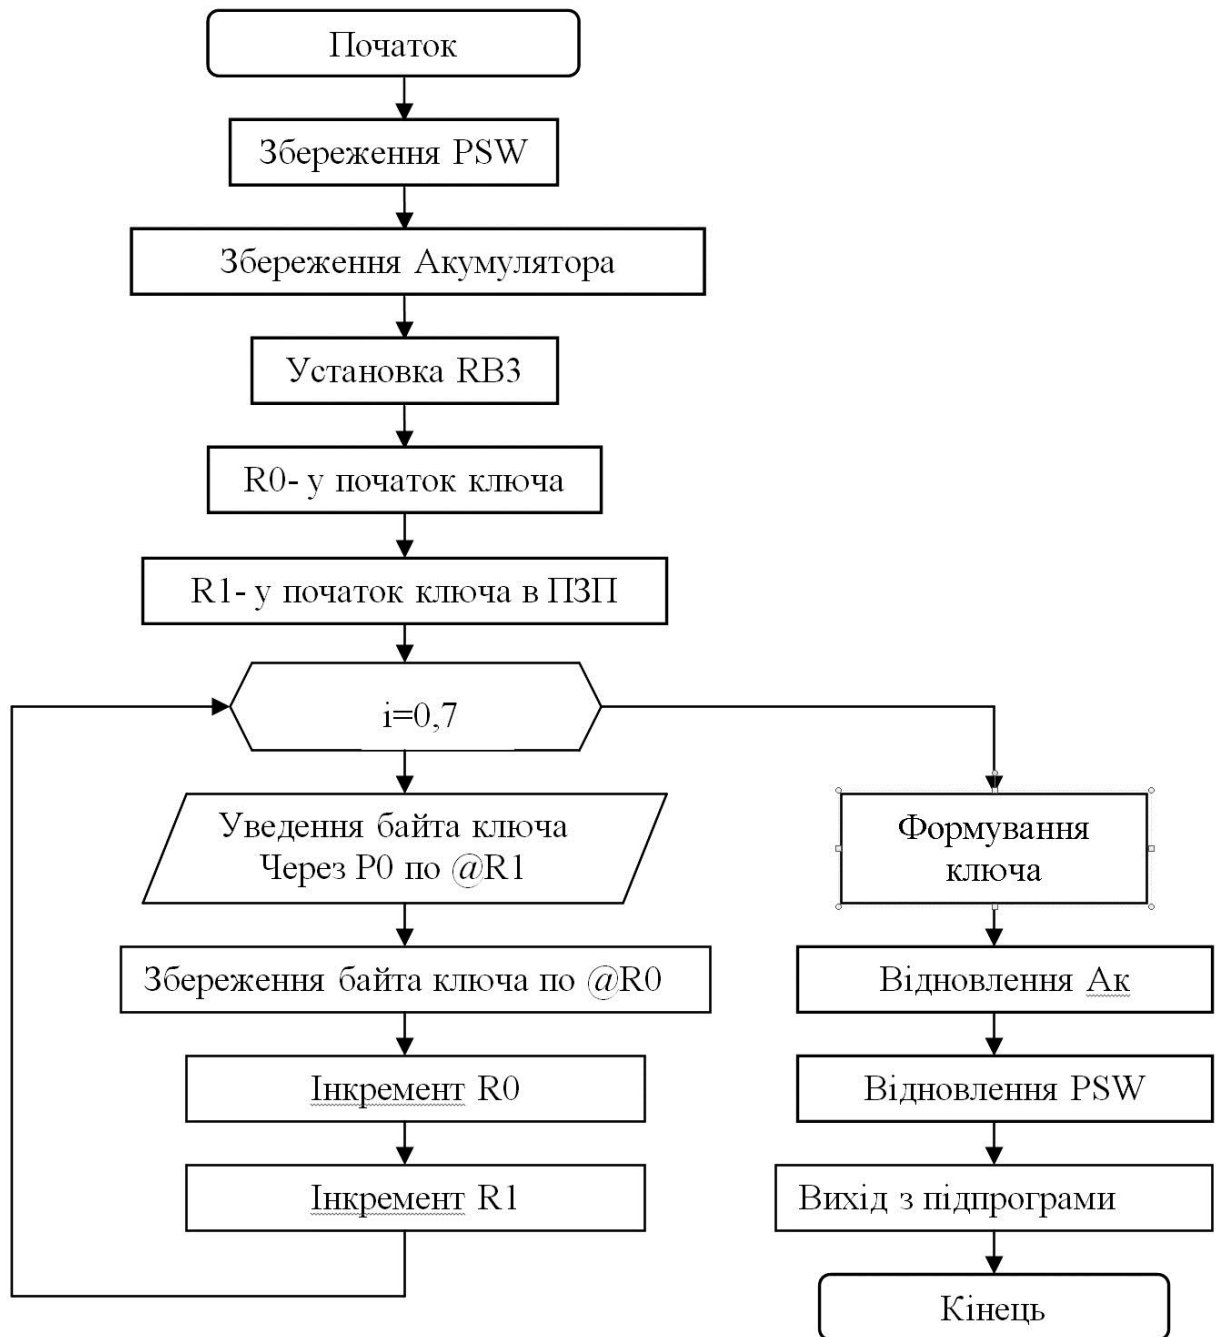 Початок
Збереження PSW
Збереження Акумулятора
Установка RB3
R0- у початок ключа
R1- у початок ключа в ПЗП
i=0,7
Уведення байта ключа
Через P0 по @R1
Збереження байта ключа по @R0
Інкремент R0
Інкремент R1
Формування
ключа
Відновлення Ак
Відновлення PSW
Вихід з підпрограми
Кінець